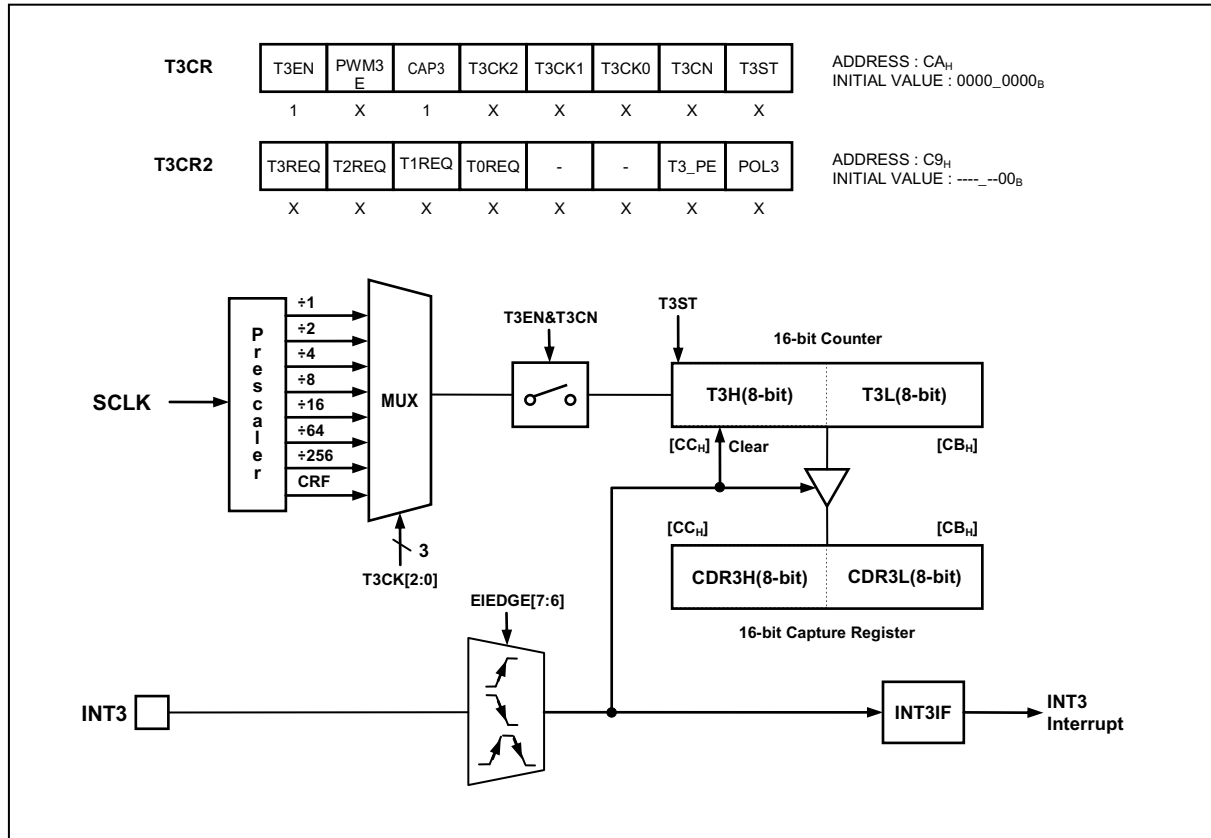 T3CR
T3EN PWM3E CAP3 T3CK2 T3CK1 T3CK0 T3CN T3ST
ADDRESS : CAH
INITIAL VALUE : 0000_0000B
1 X 1 X X X X X
T3CR2
T3REQ T2REQ T1REQ T0REQ - - T3_PE POL3
ADDRESS : C9H
INITIAL VALUE : ----_--00B
X X X X X X X X
SCLK
Prescaler
÷1
÷2
÷4
÷8
÷16
÷64
÷256
CRF
MUX
3
T3CK[2:0]
T3EN&T3CN
T3ST
16-bit Counter
T3H(8-bit) T3L(8-bit)
[CCH] Clear [CBH]
[CCH] [CBH]
CDR3H(8-bit) CDR3L(8-bit)
16-bit Capture Register
EIEDGE[7:6]
INT3
INT3IF
INT3
Interrupt